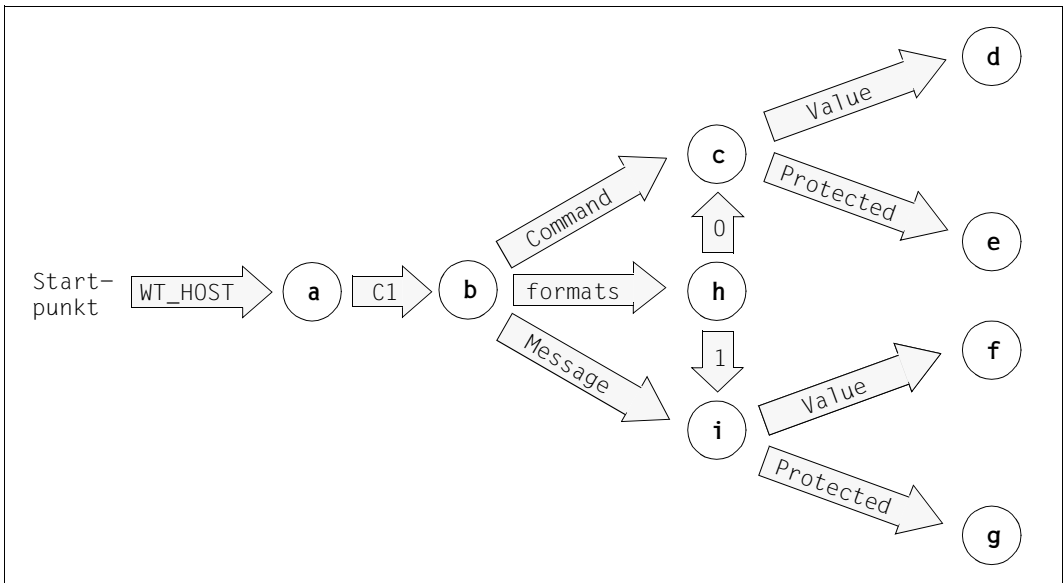 d
Value
c
Protected
Command
0
e
Start-
punkt
WT_HOST
a
C1
b
formats
h
Message
1
f
Value
i
Protected
g